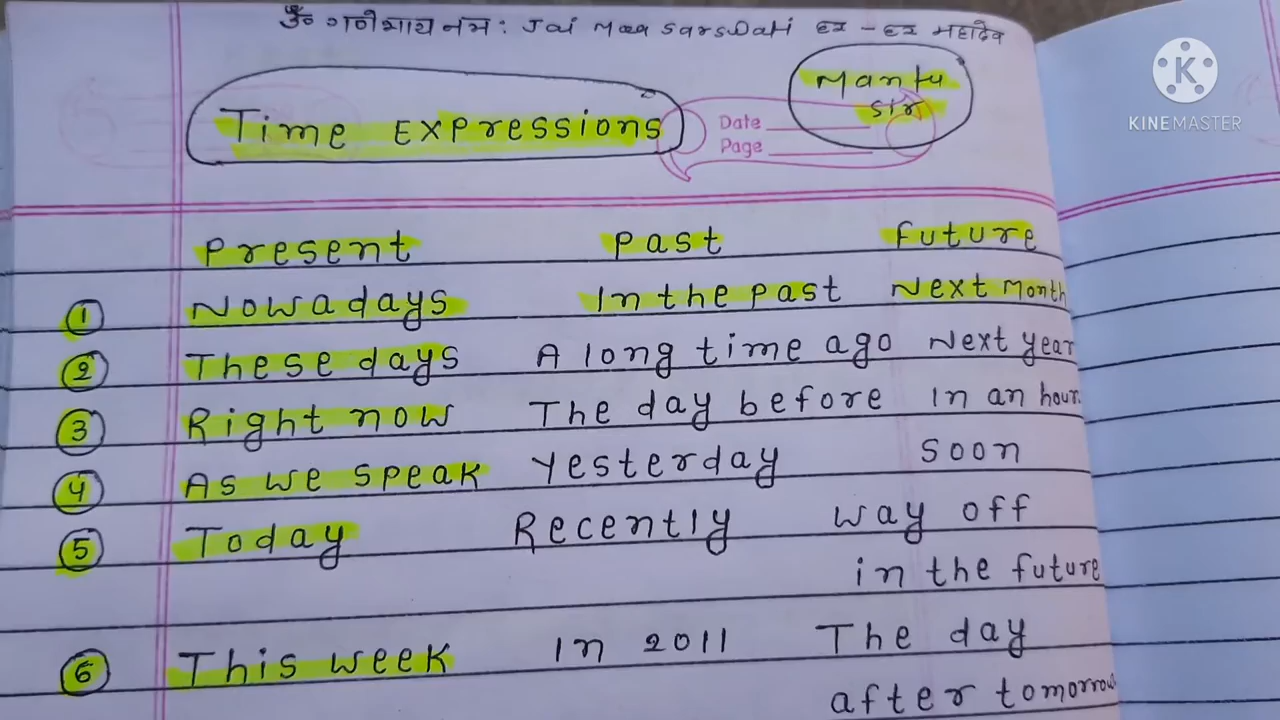 ॐ गणेशाय नम: Jai Maa Sarswati हर - हर महादेव
Time Expressions
Mantu
Sir
Date
Page
KINEMASTER
Present Past Future
1 Nowadays In the past Next Month
2 These days A long time ago Next year
3 Right now The day before In an hour.
4 As we speak Yesterday Soon
5 Today Recently way off
in the future
6 This week In 2011 The day
after tomorrow